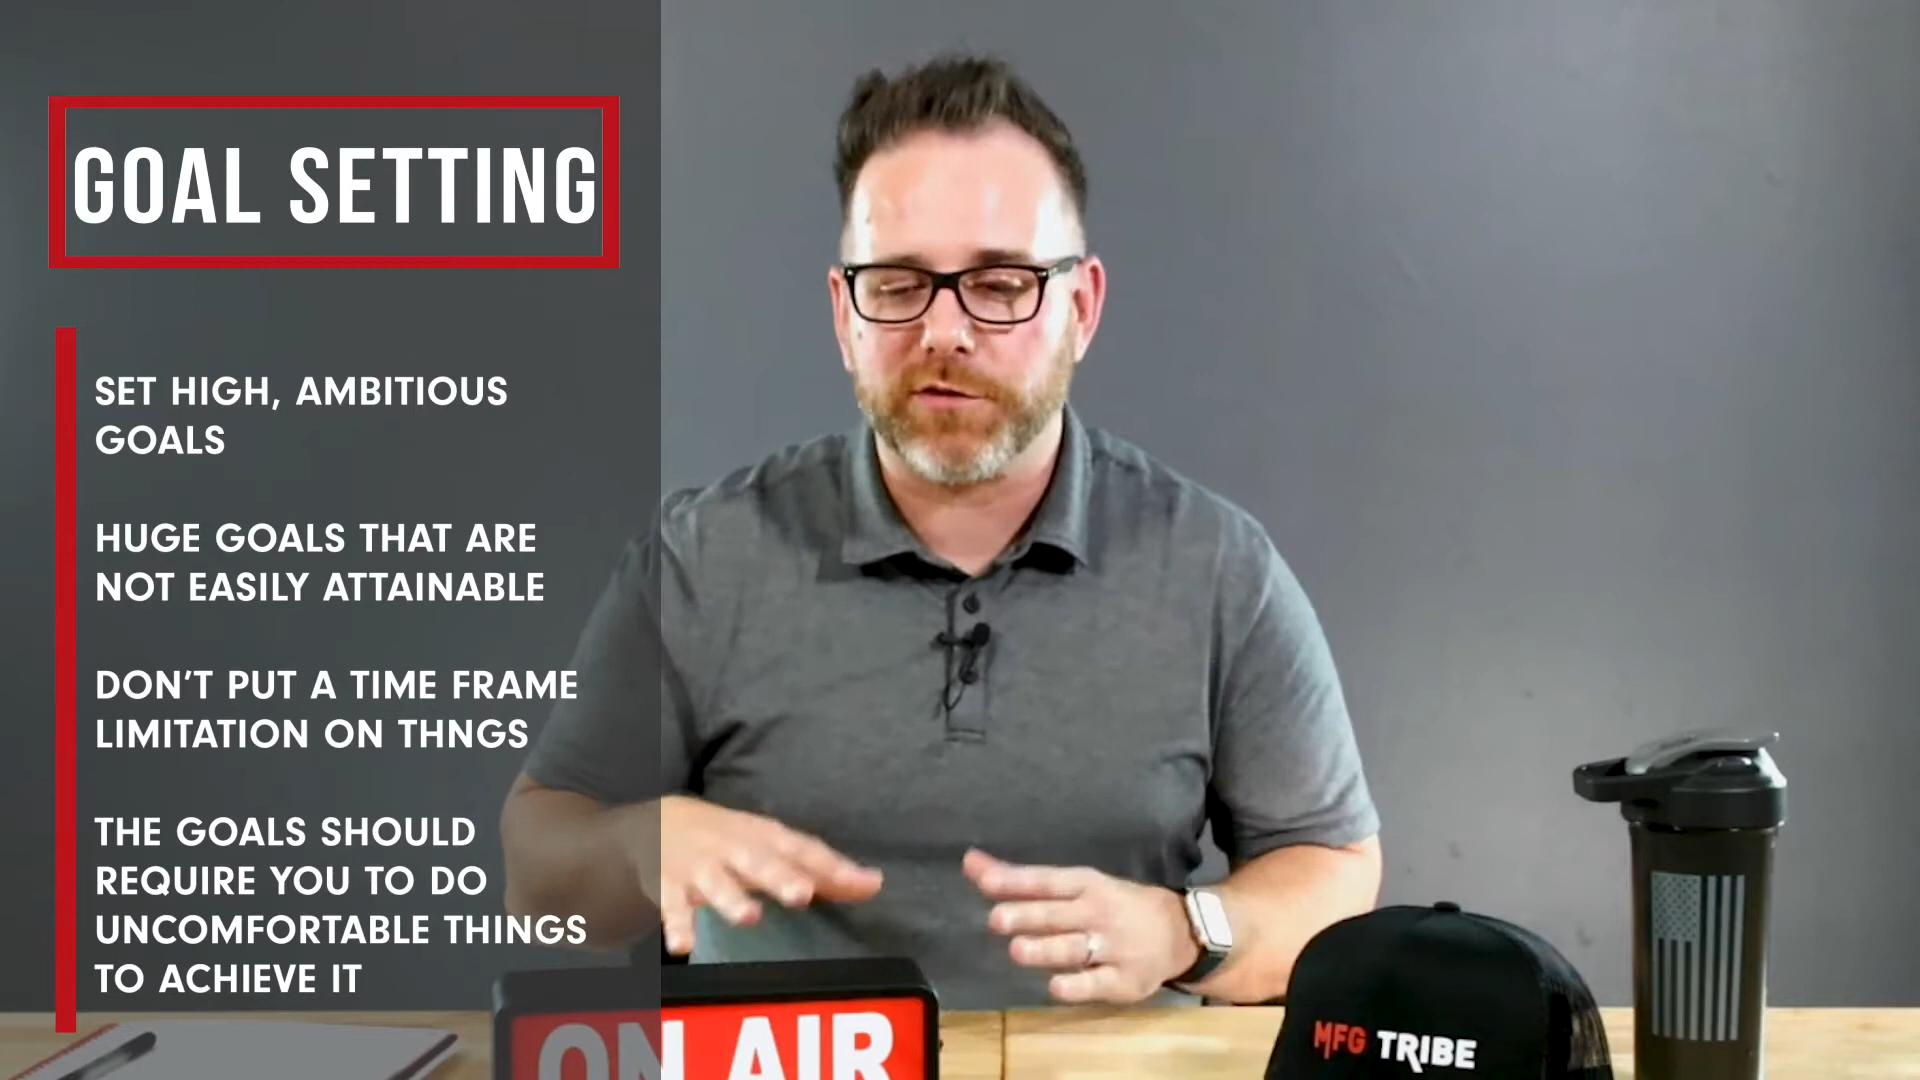 GOAL SETTING
SET HIGH, AMBITIOUS
GOALS
HUGE GOALS THAT ARE
NOT EASILY ATTAINABLE
DON'T PUT A TIME FRAME
LIMITATION ON THNGS
THE GOALS SHOULD
REQUIRE YOU TO DO
UNCOMFORTABLE THINGS
TO ACHIEVE IT
ON AIR
MFG TRIBE